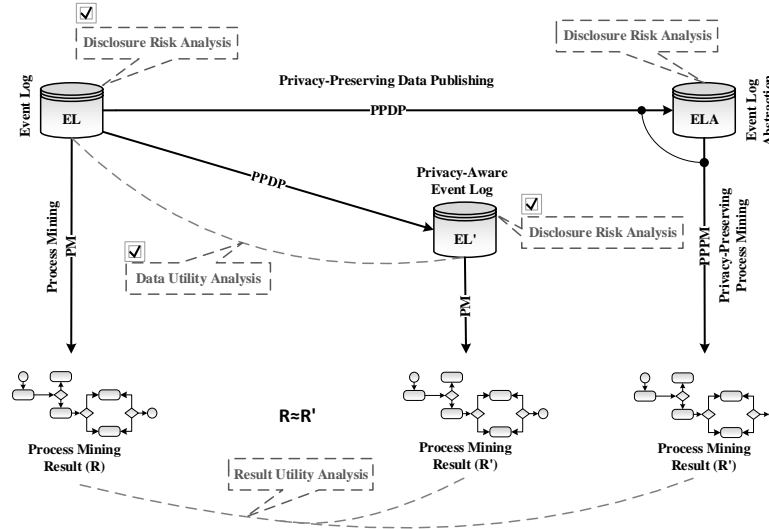 Disclosure Risk Analysis
Disclosure Risk Analysis
Privacy-Preserving Data Publishing
Event Log
EL
PPDP
ELA
Event Log
Abstraction
PPDP
Privacy-Aware
Event Log
EL'
Disclosure Risk Analysis
Process Mining
PM
Data Utility Analysis
PM
PPPM
Privacy-Preserving
Process Mining
R≈R'
Process Mining
Result (R)
Process Mining
Result (R')
Process Mining
Result (R')
Result Utility Analysis